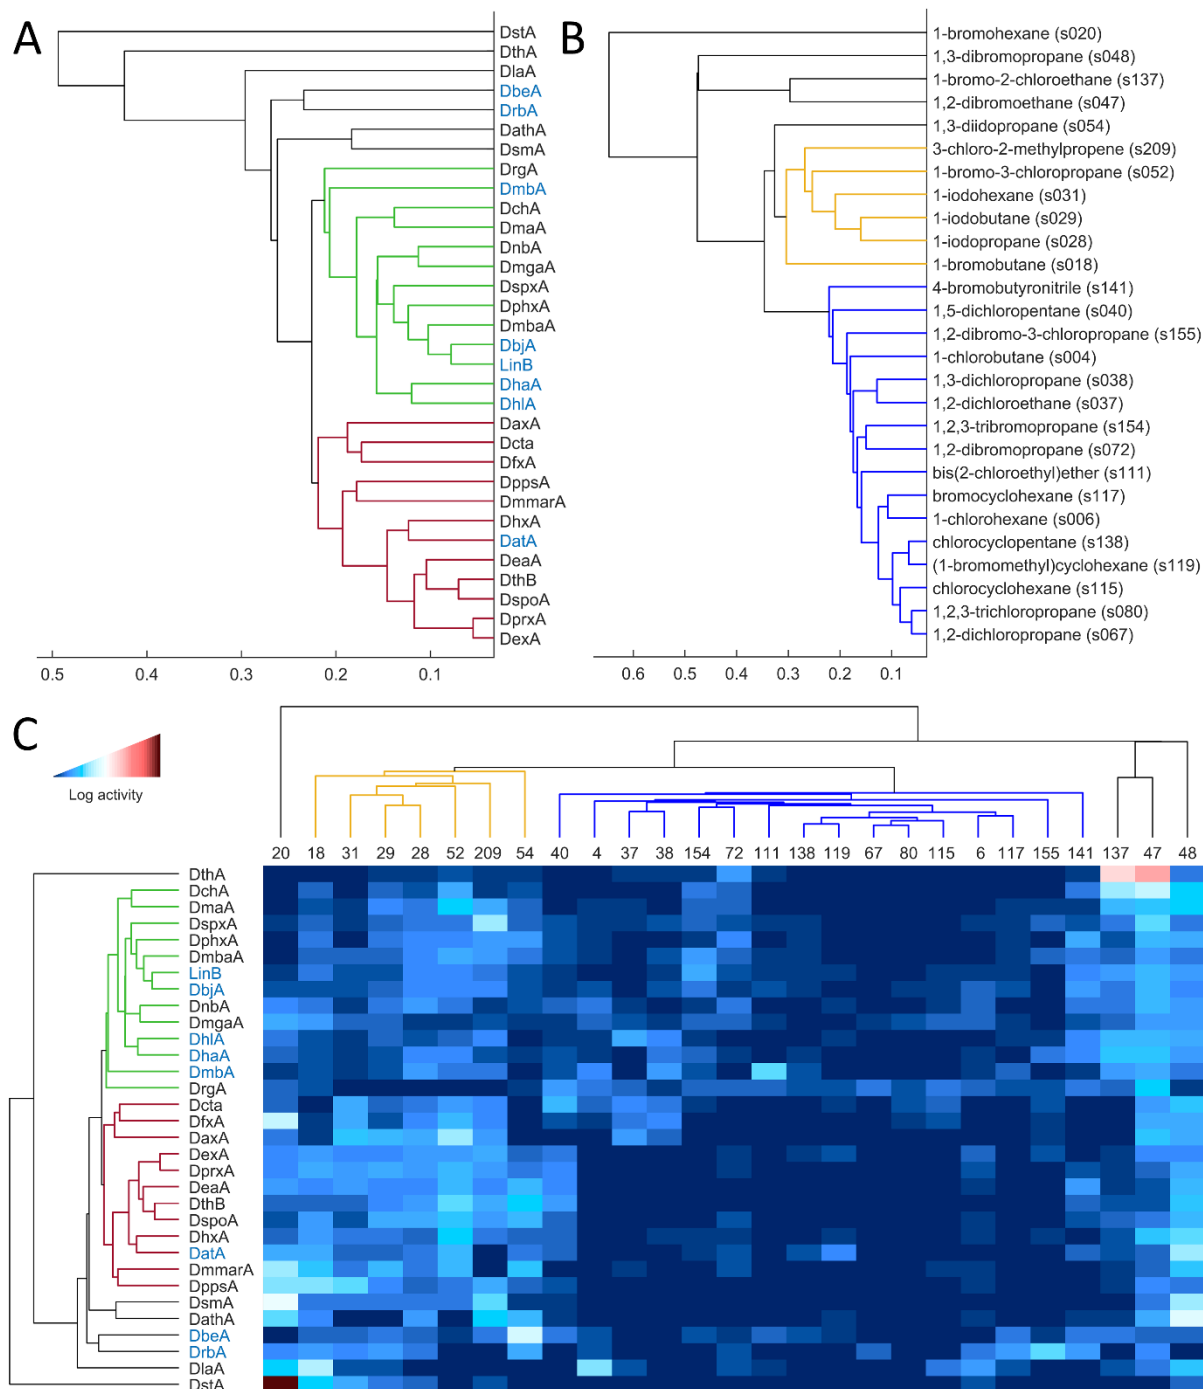 A
DstA
DthA
DlaA
DbeA
DrbA
DathA
DsmA
DrgA
DmbA
DchA
DmaA
DnbA
DmgaA
DspxA
DphxA
DmbaA
DbjA
LinB
DhaA
DhlA
DaxA
Dcta
DfxA
DppsA
DmmarA
DhxA
DatA
DeaA
DthB
DspoA
DprxA
DexA
0.5 0.4 0.3 0.2 0.1
B
1-bromohexane (s020)
1,3-dibromopropane (s048)
1-bromo-2-chloroethane (s137)
1,2-dibromoethane (s047)
1,3-diidopropane (s054)
3-chloro-2-methylpropene (s209)
1-bromo-3-chloropropane (s052)
1-iodohexane (s031)
1-iodobutane (s029)
1-iodopropane (s028)
1-bromobutane (s018)
4-bromobutyronitrile (s141)
1,5-dichloropentane (s040)
1,2-dibromo-3-chloropropane (s155)
1-chlorobutane (s004)
1,3-dichloropropane (s038)
1,2-dichloroethane (s037)
1,2,3-tribromopropane (s154)
1,2-dibromopropane (s072)
bis(2-chloroethyl)ether (s111)
bromocyclohexane (s117)
1-chlorohexane (s006)
chlorocyclopentane (s138)
(1-bromomethyl)cyclohexane (s119)
chlorocyclohexane (s115)
1,2,3-trichloropropane (s080)
1,2-dichloropropane (s067)
0.6 0.5 0.4 0.3 0.2 0.1
C
Log activity
20 18 31 29 28 52 209 54 40 4 37 38 154 72 111 138 119 67 80 115 6 117 155 141 137 47 48
DthA
DchA
DmaA
DspxA
DphxA
DmbaA
LinB
DbjA
DnbA
DmgaA
DhlA
DhaA
DmbA
DrgA
Dcta
DfxA
DaxA
DexA
DprxA
DeaA
DthB
DspoA
DhxA
DatA
DmmarA
DppsA
DsmA
DathA
DbeA
DrbA
DlaA
DstA